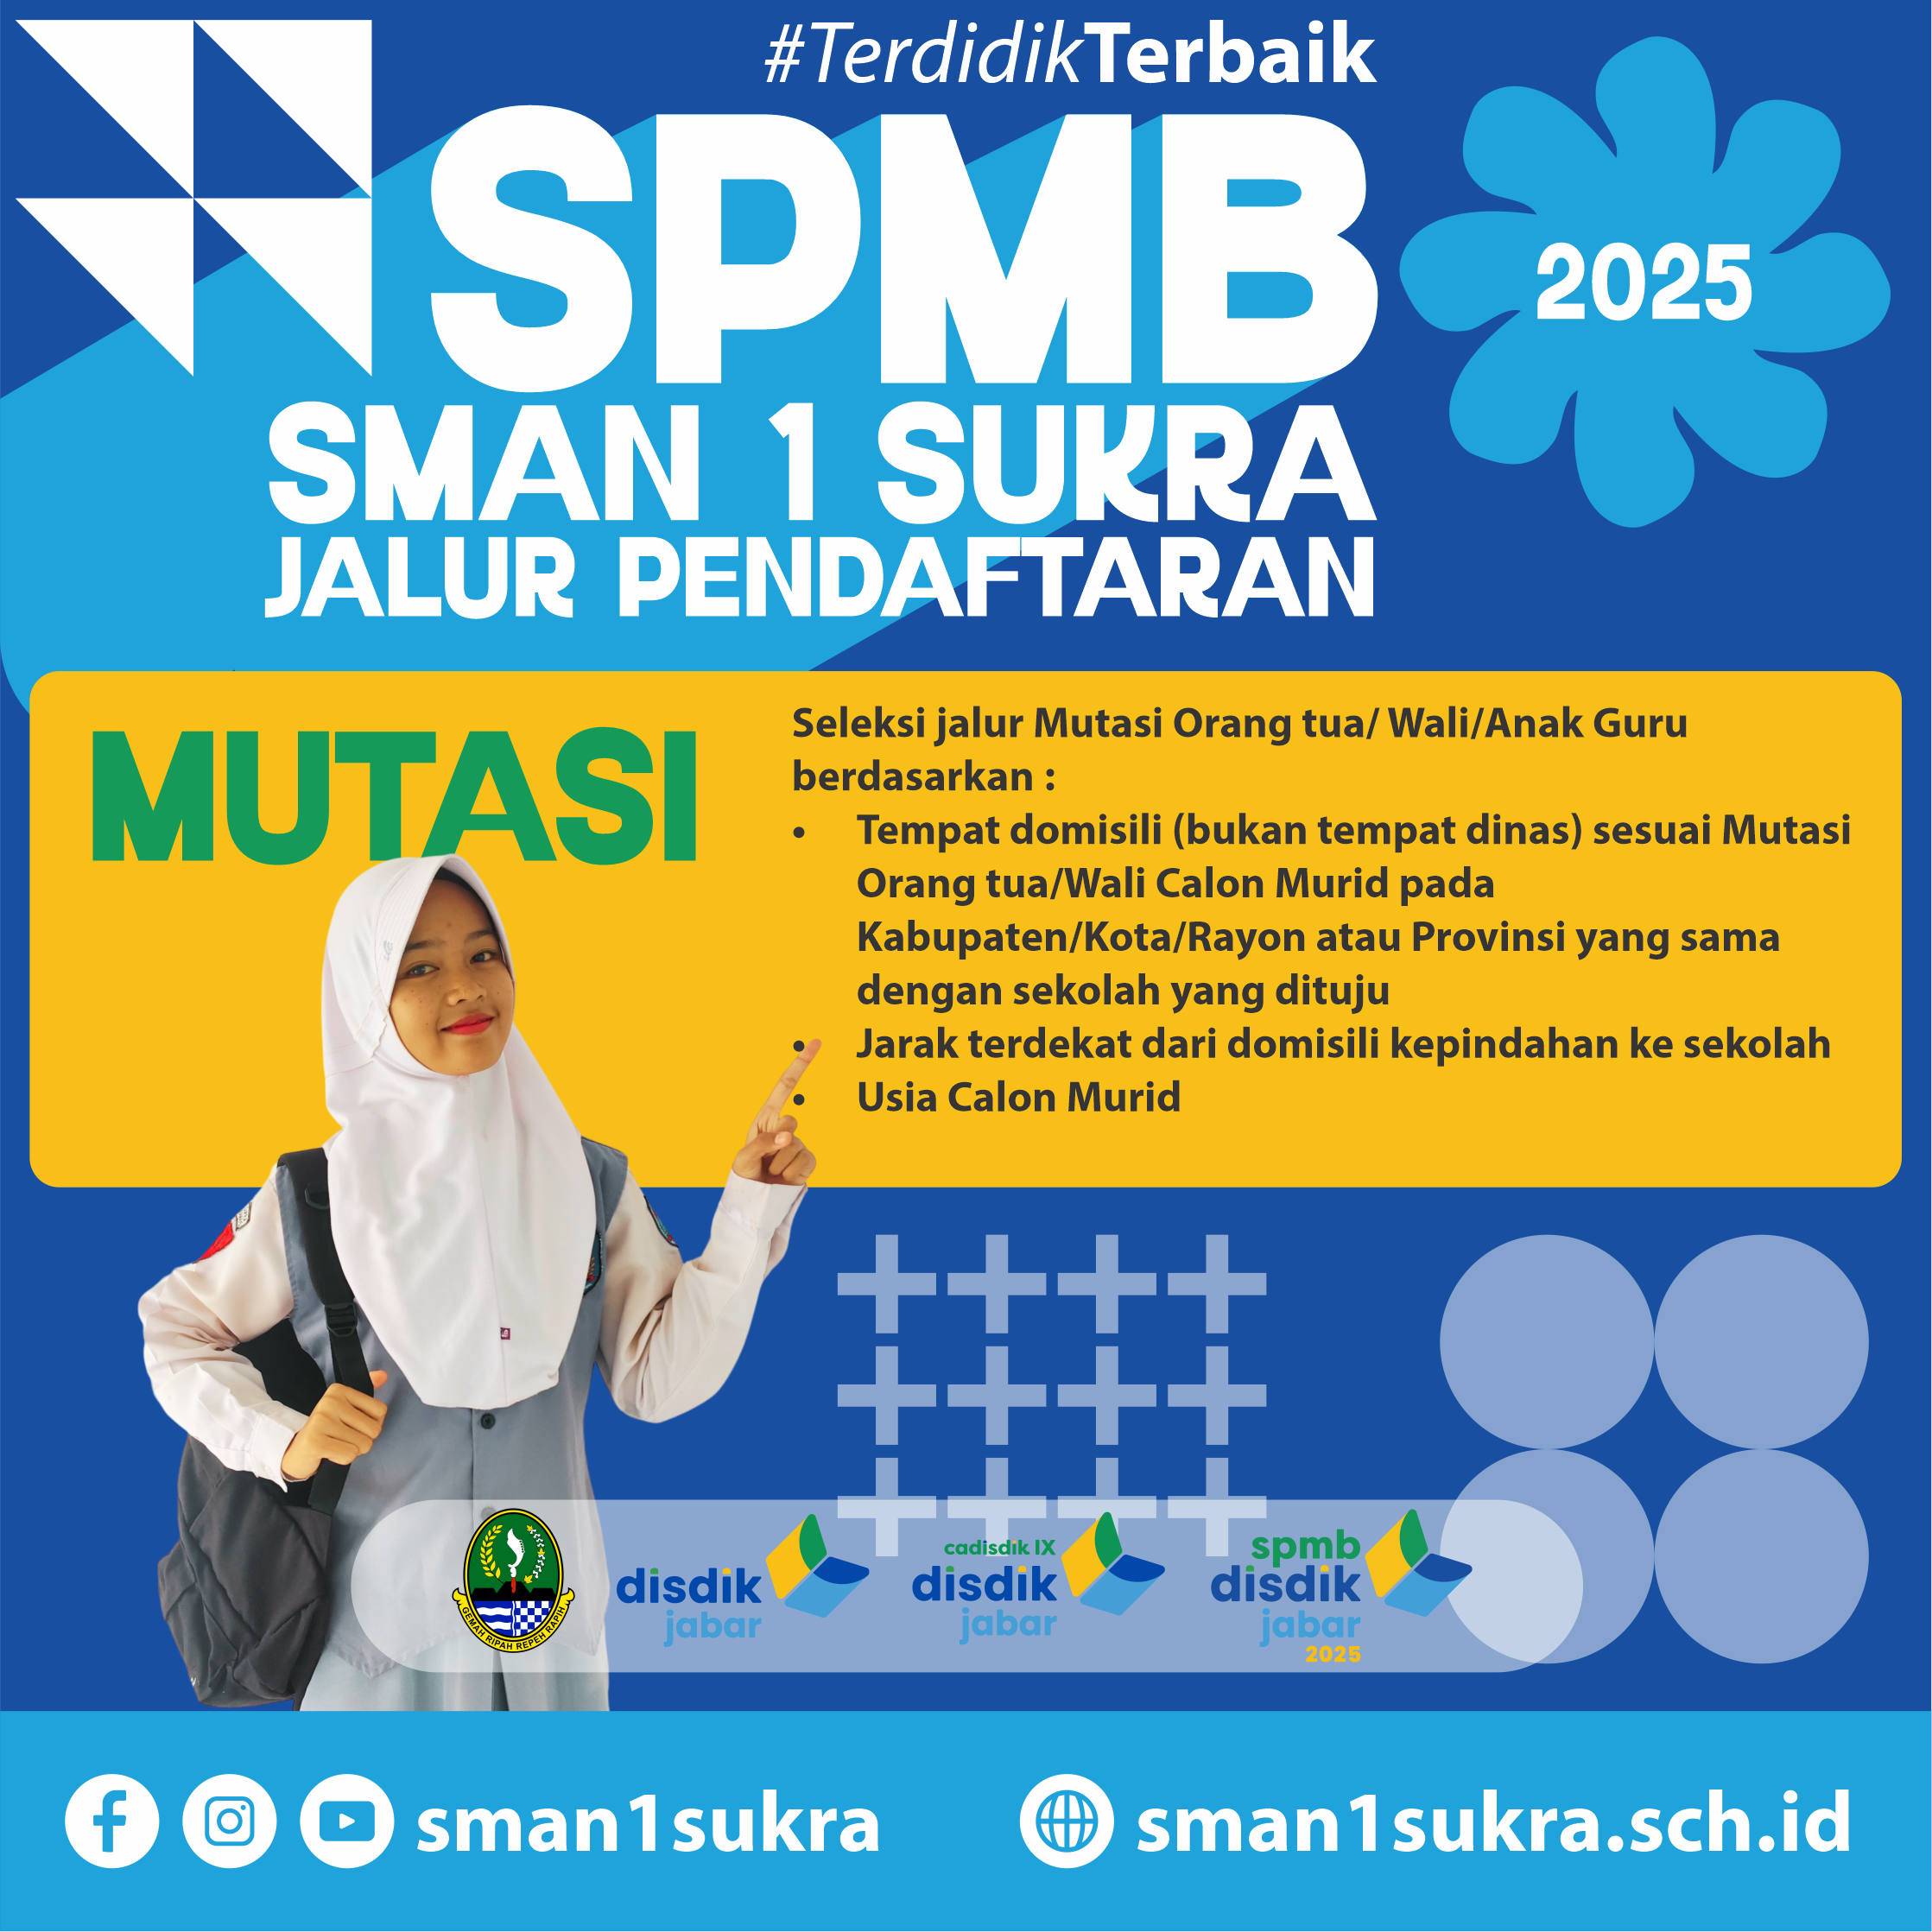 #TerdidikTerbaik
SPMB
2025
SMAN 1 SUKRA
JALUR PENDAFTARAN
MUTASI
Seleksi jalur Mutasi Orang tua/ Wali/Anak Guru
berdasarkan :
• Tempat domisili (bukan tempat dinas) sesuai Mutasi
Orang tua/Wali Calon Murid pada
Kabupaten/Kota/Rayon atau Provinsi yang sama
dengan sekolah yang dituju
• Jarak terdekat dari domisili kepindahan ke sekolah
• Usia Calon Murid
GEMAH RIPAH REPEH RAPIH
disdik
jabar
cadisdik IX
disdik
jabar
spmb
disdik
jabar
2025
sman1sukra
sman1sukra.sch.id